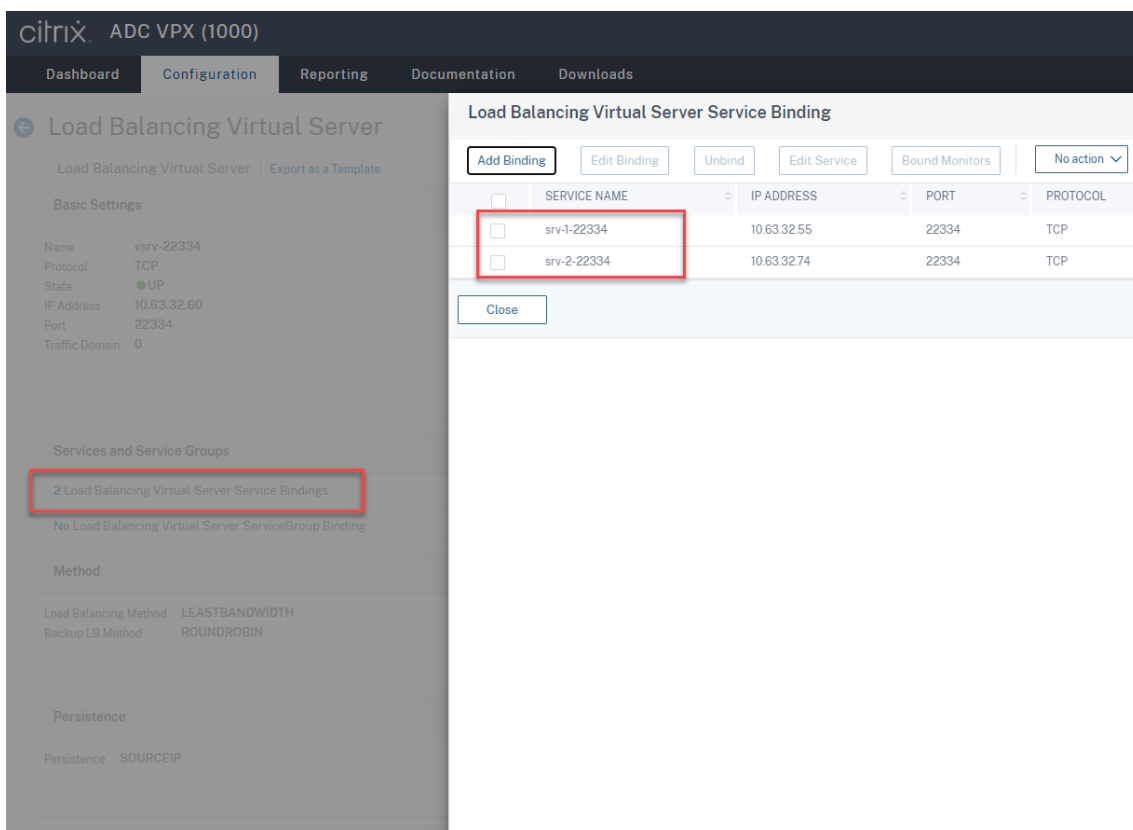 citrix. ADC VPX (1000)
Dashboard Configuration Reporting Documentation Downloads
Load Balancing Virtual Server
Load Balancing Virtual Server | Export as a Template
Basic Settings
Name vsrv-22334
Protocol TCP
State UP
IP Address 10.63.32.60
Port 22334
Traffic Domain 0
Services and Service Groups
2 Load Balancing Virtual Server Service Bindings
No Load Balancing Virtual Server ServiceGroup Binding
Method
Load Balancing Method LEASTBANDWIDTH
Backup LB Method ROUNDROBIN
Persistence
Persistence SOURCEIP
Load Balancing Virtual Server Service Binding
Add Binding Edit Binding Unbind Edit Service Bound Monitors No action
SERVICE NAME IP ADDRESS PORT PROTOCOL
srv-1-22334 10.63.32.55 22334 TCP
srv-2-22334 10.63.32.74 22334 TCP
Close